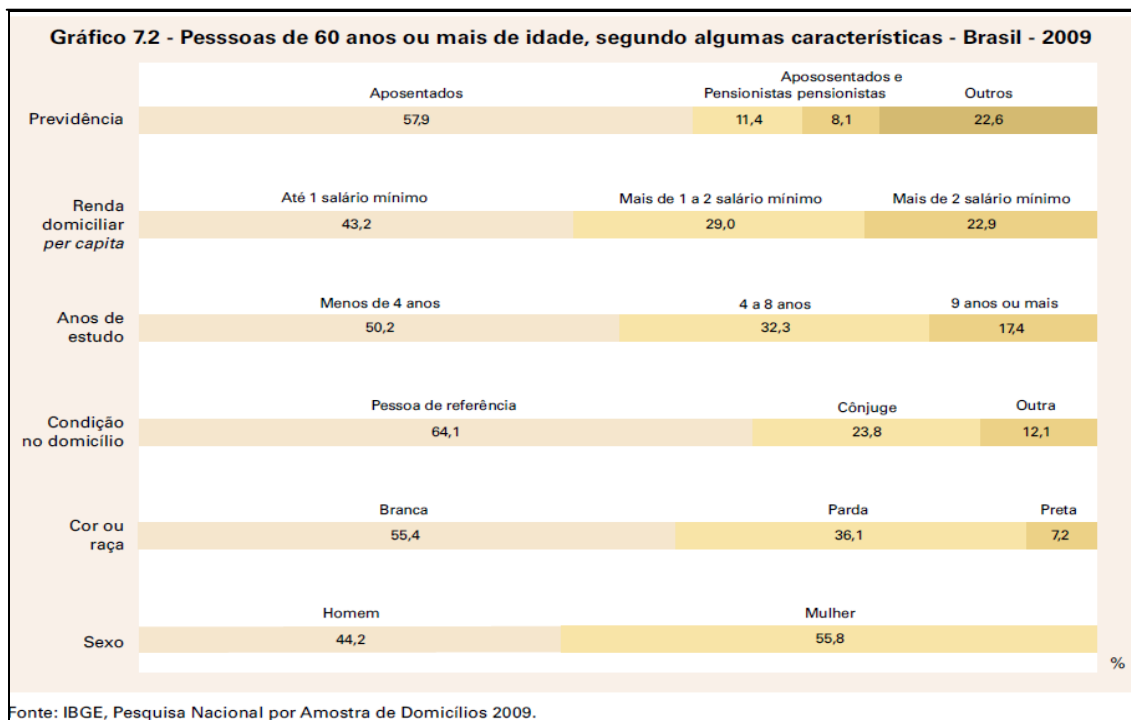 Gráfico 7.2 - Pesssoas de 60 anos ou mais de idade, segundo algumas características - Brasil - 2009
Apososentados e
Aposentados Pensionistas pensionistas Outros
Previdência 57,9 11,4 8,1 22,6
Até 1 salário mínimo Mais de 1 a 2 salário mínimo Mais de 2 salário mínimo
Renda
domiciliar 43,2 29,0 22,9
per capita
Menos de 4 anos 4 a 8 anos 9 anos ou mais
Anos de
estudo 50,2 32,3 17,4
Pessoa de referência Cônjuge Outra
Condição
no domicílio 64,1 23,8 12,1
Branca Parda Preta
Cor ou
raça 55,4 36,1 7,2
Homem Mulher
Sexo 44,2 55,8
%
Fonte: IBGE, Pesquisa Nacional por Amostra de Domicílios 2009.